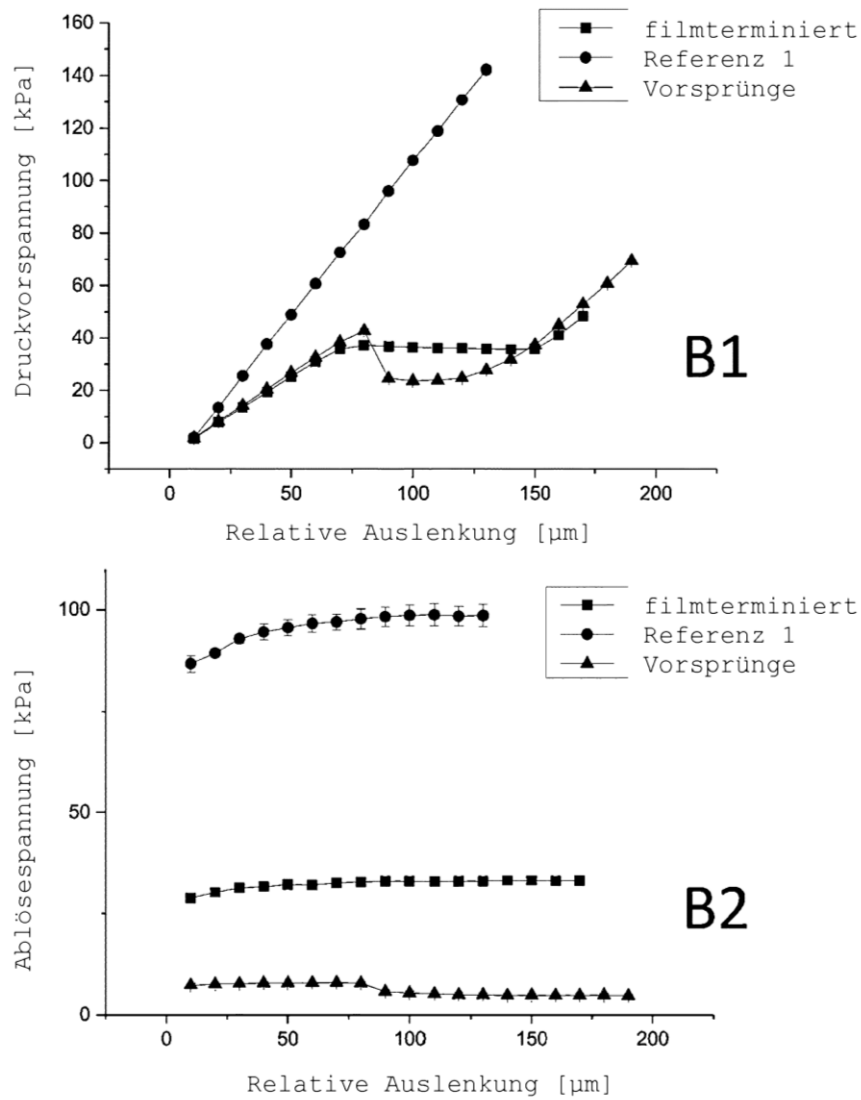 160
140
120
100
80
60
40
20
0
Druckvorspannung [kPa]
filmterminiert
Referenz 1
Vorsprünge
B1
0 50 100 150 200
Relative Auslenkung [µm]
100
50
0
Ablösespannung [kPa]
filmterminiert
Referenz 1
Vorsprünge
B2
0 50 100 150 200
Relative Auslenkung [µm]